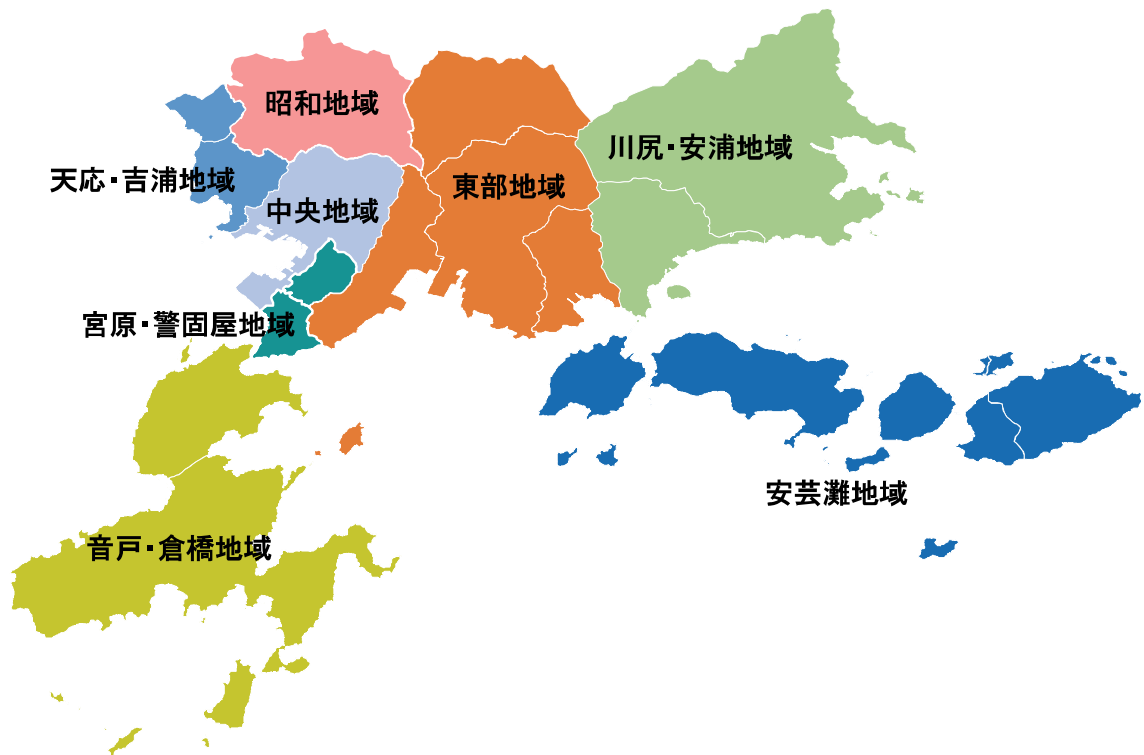 昭和地域
川尻・安浦地域
天応・吉浦地域
東部地域
中央地域
宮原・警固屋地域
安芸灘地域
音戸・倉橋地域